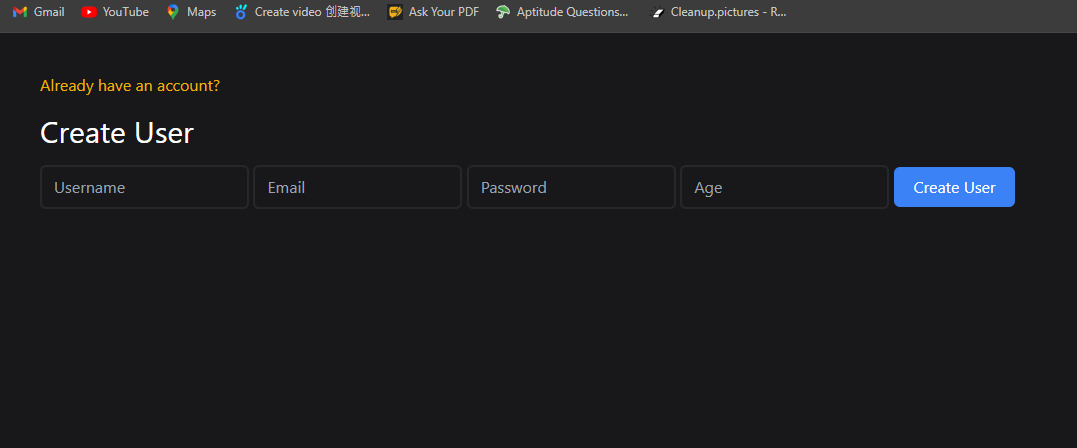 Gmail YouTube Maps Create video 创建视... Ask Your PDF Aptitude Questions... Cleanup.pictures - R...
Already have an account?
Create User
Username Email Password Age Create User